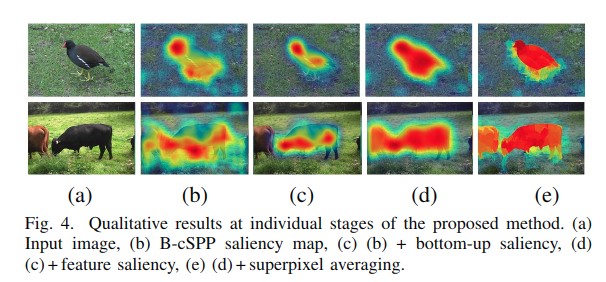 (a) (b) (c) (d) (e)
Fig. 4. Qualitative results at individual stages of the proposed method. (a)
Input image, (b) B-cSPP saliency map, (c) (b) + bottom-up saliency, (d)
(c) + feature saliency, (e) (d) + superpixel averaging.